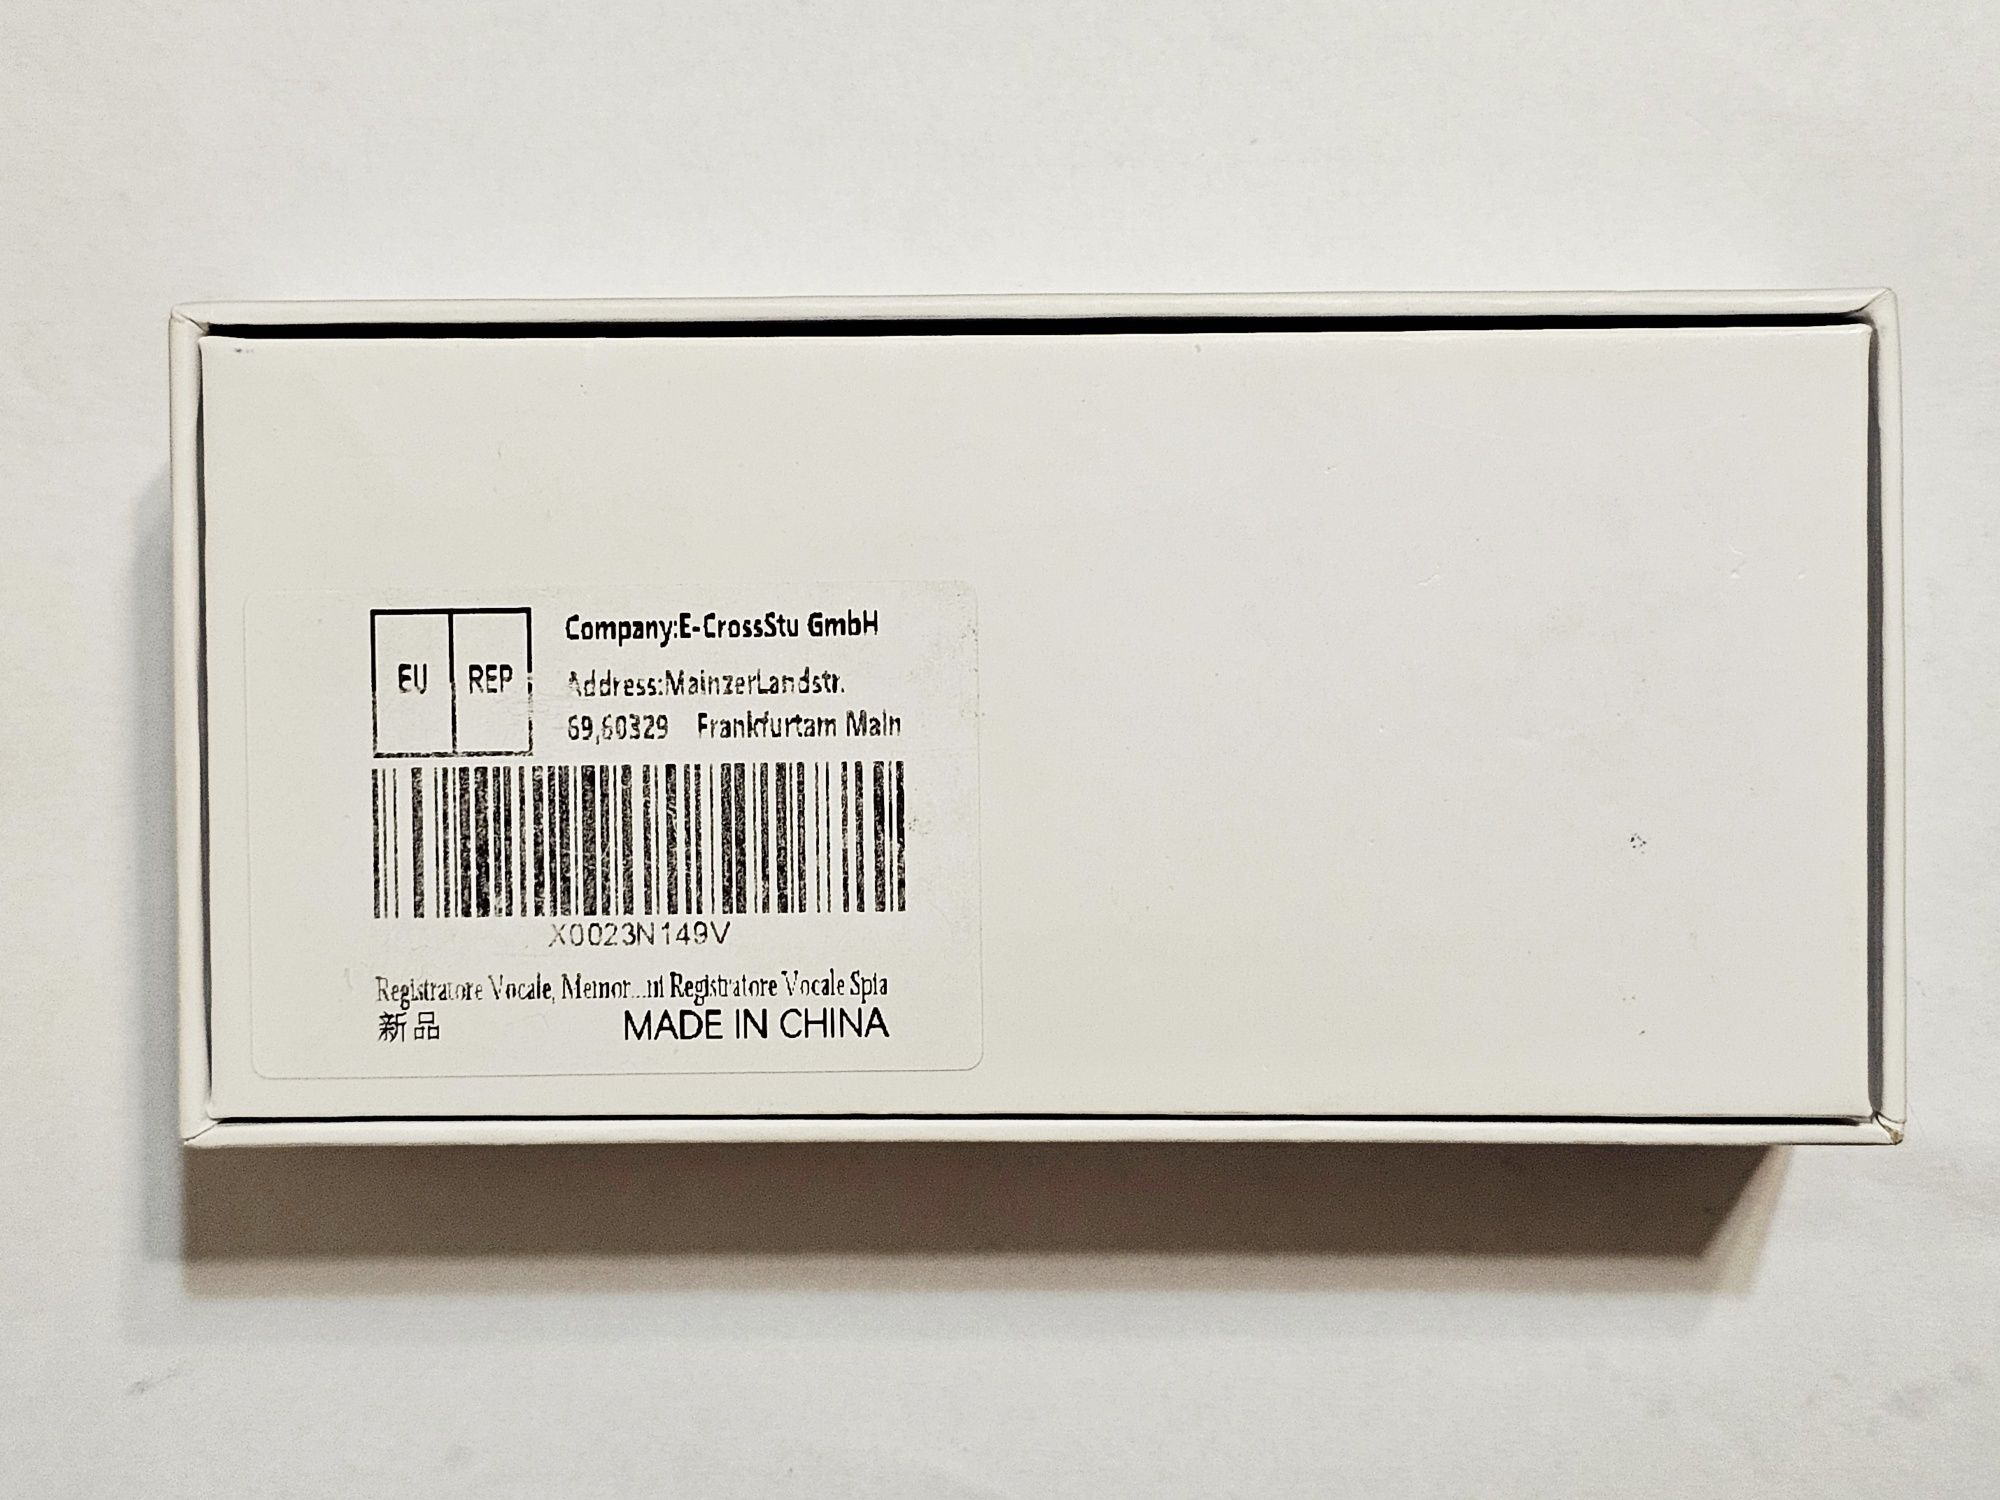 EU REP
Company:E-CrossStu GmbH
Address:MainzerLandstr.
69,60329 Frankfurtam Main
X0023N149V
Registratore Vocale, Memor...ni Registratore Vocale Spia
新品 MADE IN CHINA